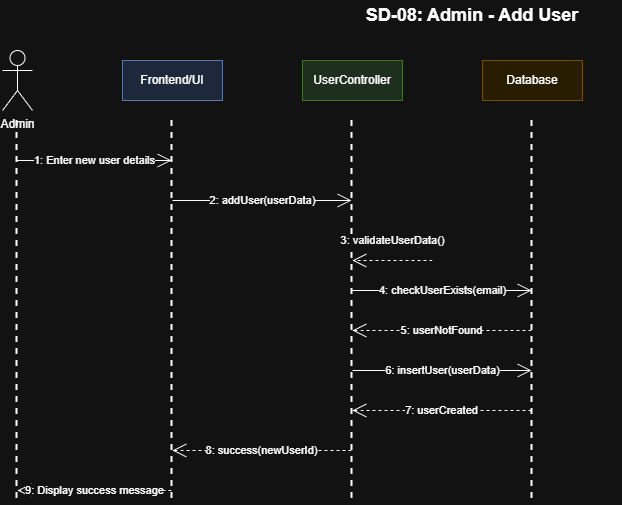 SD-08: Admin - Add User
Frontend/UI
UserController
Database
Admin
1: Enter new user details
2: addUser(userData)
3: validateUserData()
4: checkUserExists(email)
5: userNotFound
6: insertUser(userData)
7: userCreated
8: success(newUserId)
9: Display success message